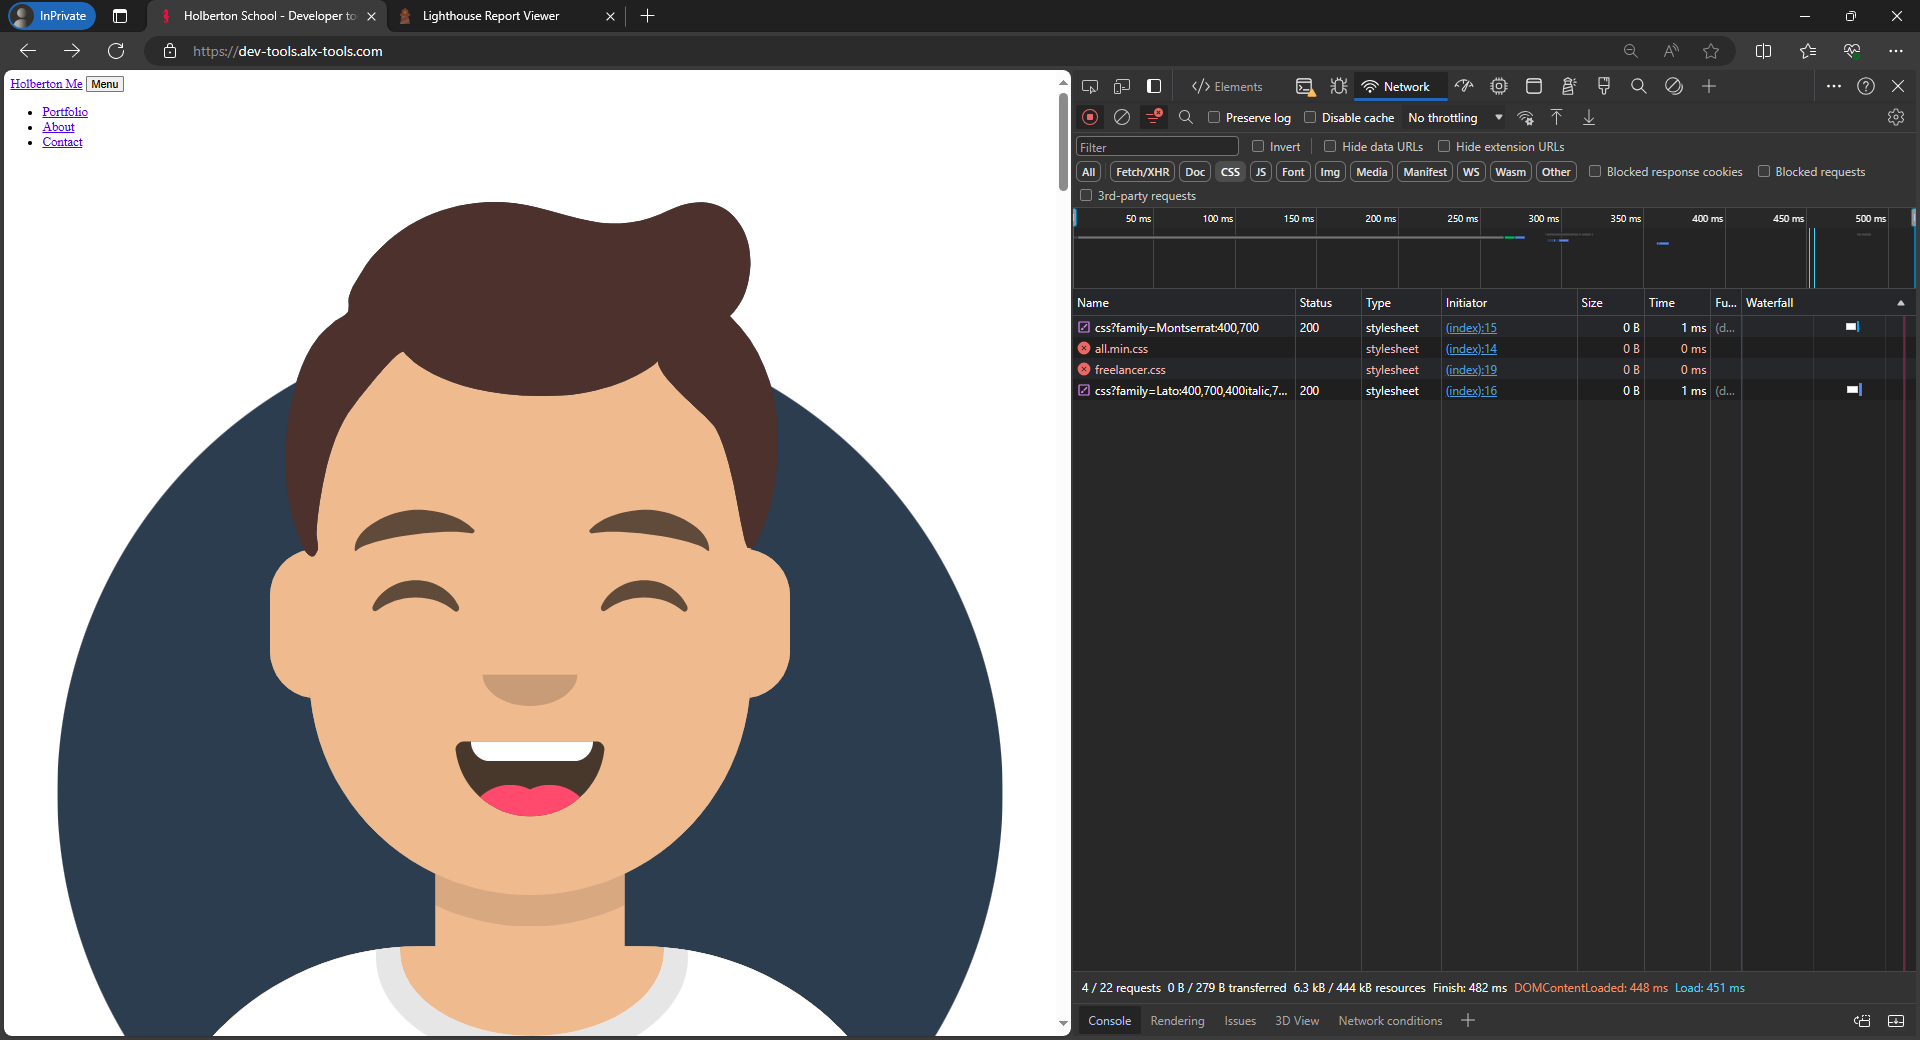 InPrivate
Holberton School - Developer to
Lighthouse Report Viewer
https://dev-tools.alx-tools.com
Holberton Me Menu
Portfolio
About
Contact
</> Elements
Network
Preserve log Disable cache No throttling
Filter Invert Hide data URLs Hide extension URLs
All Fetch/XHR Doc CSS JS Font Img Media Manifest WS Wasm Other Blocked response cookies Blocked requests
3rd-party requests
50 ms 100 ms 150 ms 200 ms 250 ms 300 ms 350 ms 400 ms 450 ms 500 ms
Name Status Type Initiator Size Time Fu... Waterfall
css?family=Montserrat:400,700 200 stylesheet (index):15 0 B 1 ms (d...
all.min.css stylesheet (index):14 0 B 0 ms
freelancer.css stylesheet (index):19 0 B 0 ms
css?family=Lato:400,700,400italic,7... 200 stylesheet (index):16 0 B 1 ms (d...
4 / 22 requests 0 B / 279 B transferred 6.3 kB / 444 kB resources Finish: 482 ms DOMContentLoaded: 448 ms Load: 451 ms
Console Rendering Issues 3D View Network conditions